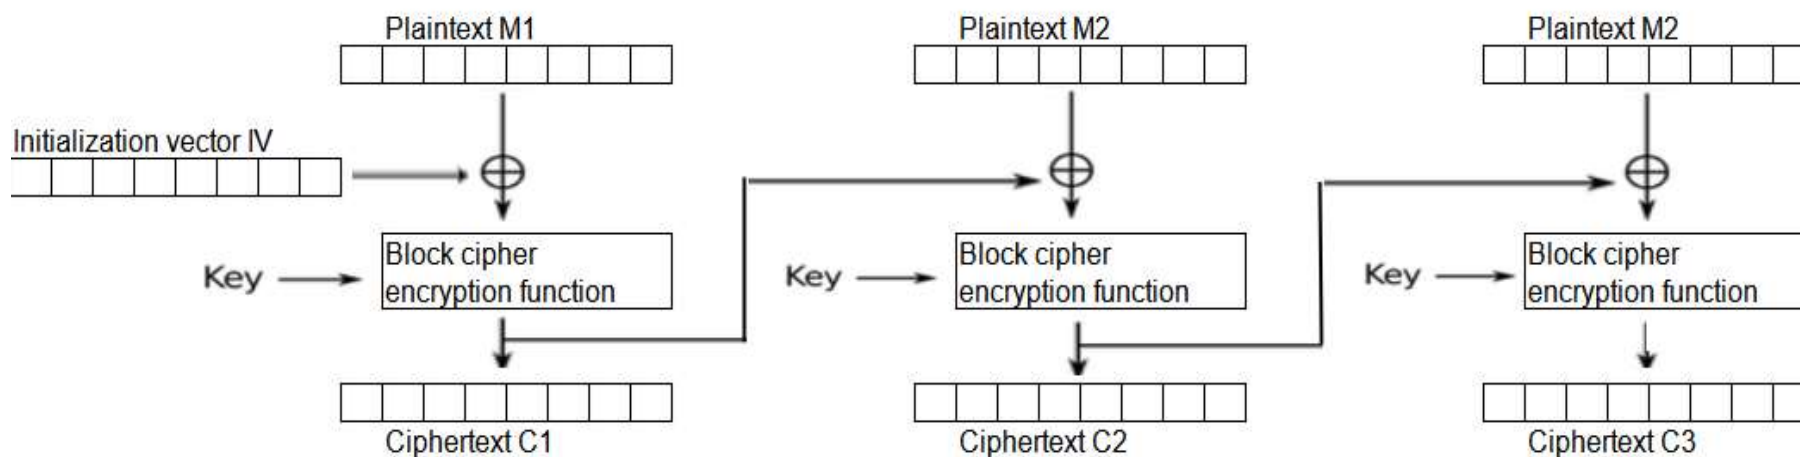 Plaintext M1
Plaintext M2
Plaintext M2
Initialization vector IV
Key
Block cipher
encryption function
Key
Block cipher
encryption function
Key
Block cipher
encryption function
Ciphertext C1
Ciphertext C2
Ciphertext C3